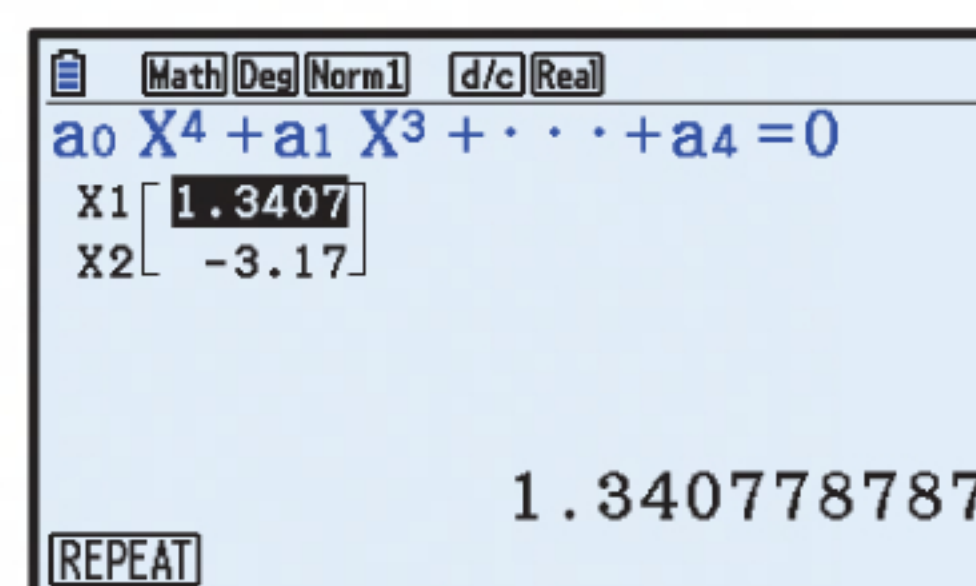 Math Deg Norm1 d/c Real
a0 X⁴ +a1 X³ +・・・+a4 =0
X1[ 1.3407]
X2[ -3.17]
1.340778787
REPEAT